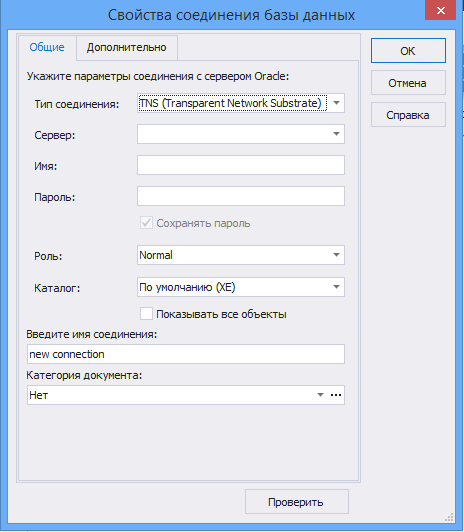 Свойства соединения базы данных
Общие
Дополнительно
OK
Отмена
Справка
Укажите параметры соединения с сервером Oracle:
Тип соединения: TNS (Transparent Network Substrate)
Сервер:
Имя:
Пароль:
Сохранять пароль
Роль: Normal
Каталог: По умолчанию (XE)
Показывать все объекты
Введите имя соединения:
new connection
Категория документа:
Нет
Проверить